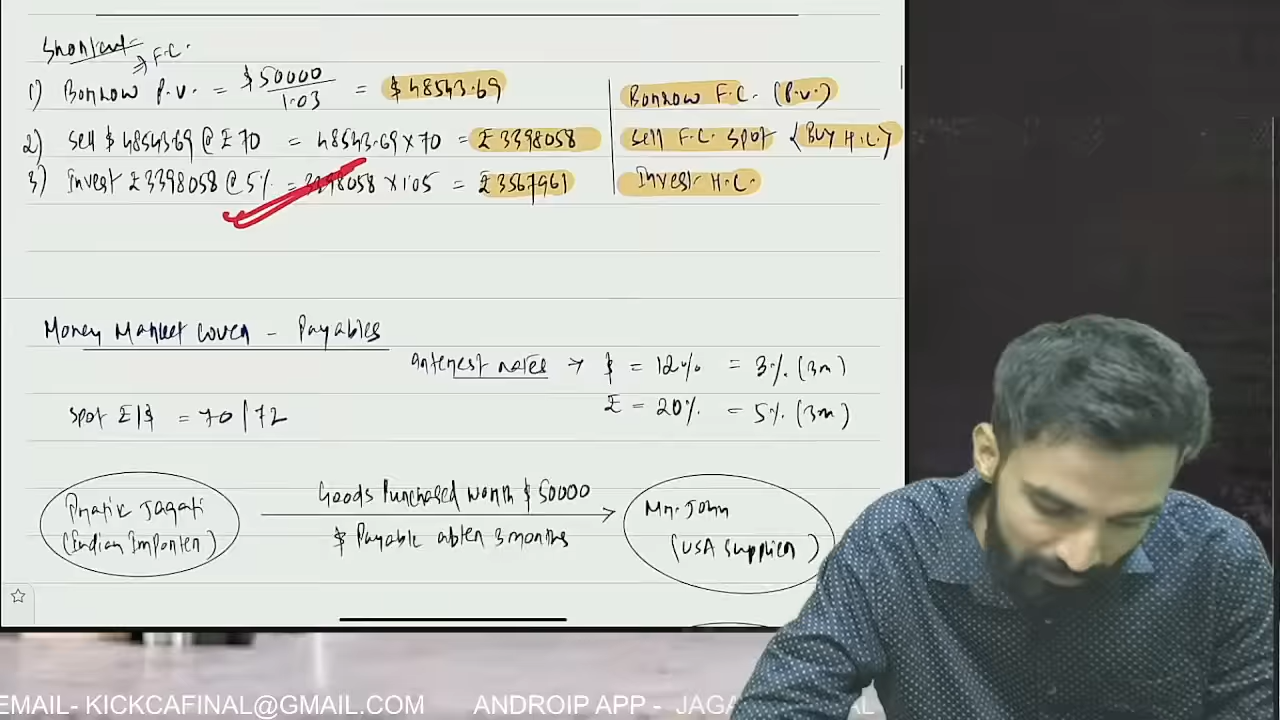 Shortcut
⇒ F.C.
1) Borrow P.V. = $50000 / 1.03 = $48543.69 Borrow F.C. (P.V.)
2) Sell $ 48543.69 @ ₹ 70 = 48543.69 x 70 = ₹3398058 Sell F.C. Spot {Buy H.C.}
3) Invest ₹3398058 @ 5% = 3398058 x 1.05 = ₹3567961 Invest H.C.
Money Market Cover - Payables
Interest rates → $ = 12% = 3% (3m)
Spot ₹/$ = 70/72 ₹ = 20% = 5% (3m)
Pratik Jagati Goods Purchased worth $ 50000 Mr. John
(Indian Importer) $ Payable after 3 months (USA Supplier)
EMAIL- KICKCAFINAL@GMAIL.COM ANDROIP APP - JAGA